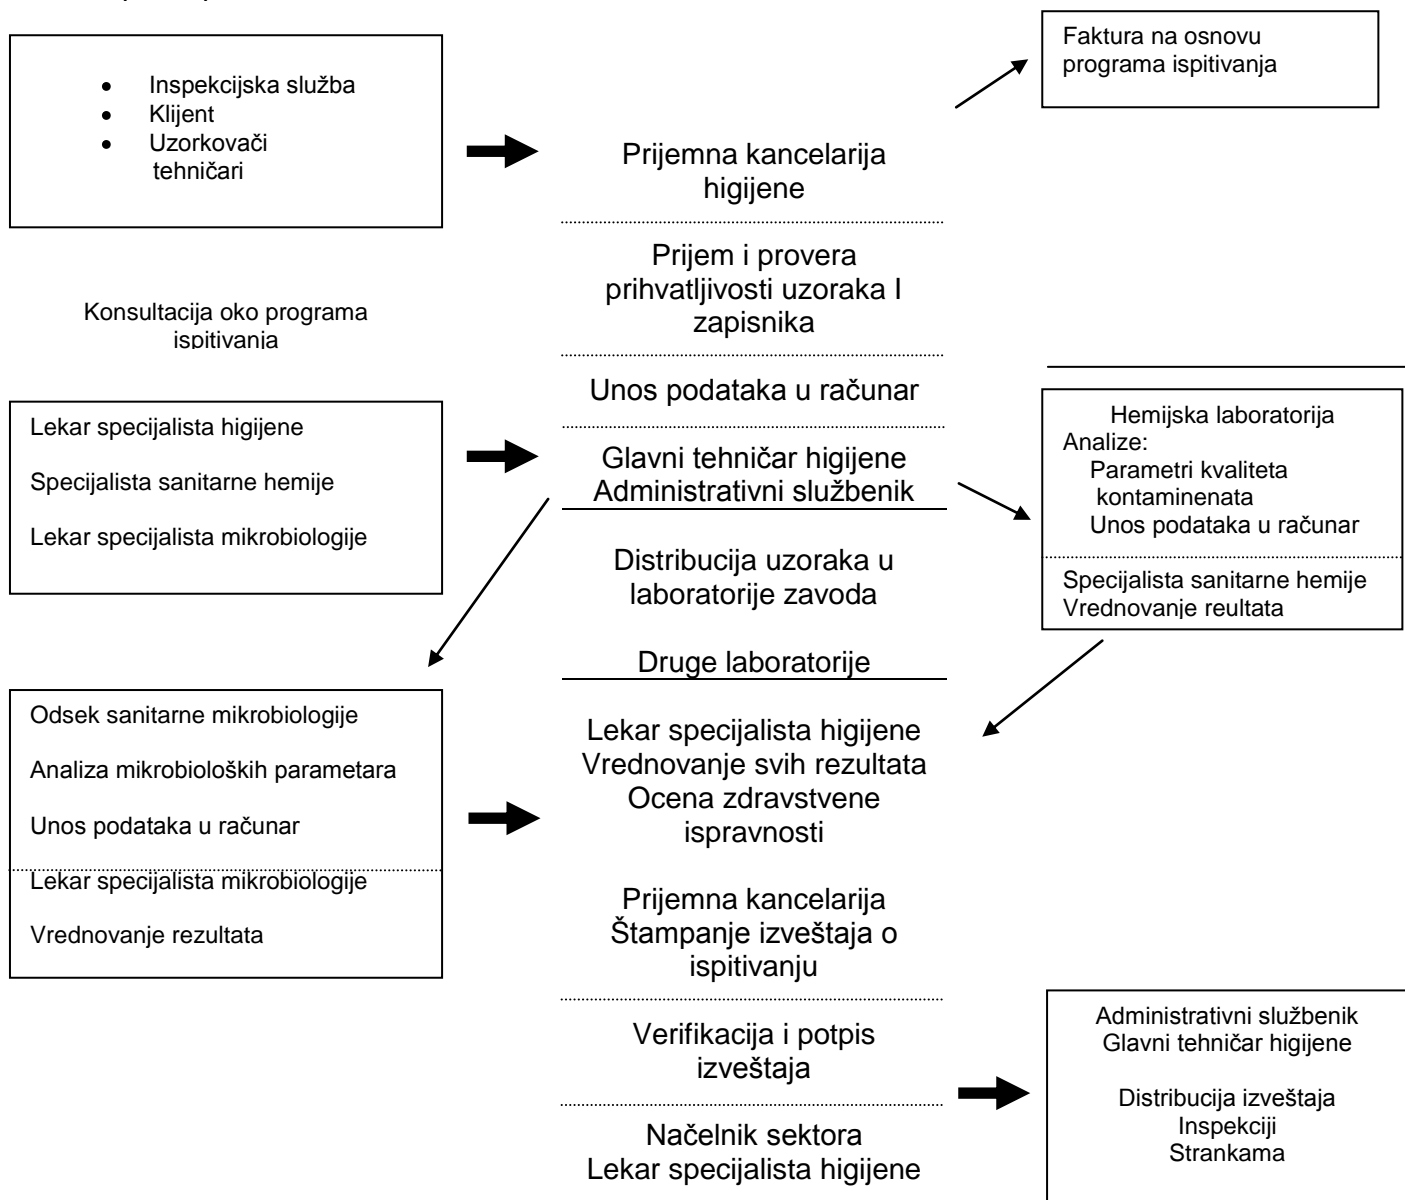 Inspekcijska služba
Klijent
Uzorkovači
tehničari
Faktura na osnovu
programa ispitivanja
Prijemna kancelarija
higijene
Prijem i provera
prihvatljivosti uzoraka I
zapisnika
Konsultacija oko programa
ispitivanja
Unos podataka u računar
Lekar specijalista higijene
Specijalista sanitarne hemije
Lekar specijalista mikrobiologije
Glavni tehničar higijene
Administrativni službenik
Hemijska laboratorija
Analize:
Parametri kvaliteta
kontaminenata
Unos podataka u računar
Specijalista sanitarne hemije
Vrednovanje reultata
Distribucija uzoraka u
laboratorije zavoda
Druge laboratorije
Odsek sanitarne mikrobiologije
Analiza mikrobioloških parametara
Unos podataka u računar
Lekar specijalista mikrobiologije
Vrednovanje rezultata
Lekar specijalista higijene
Vrednovanje svih rezultata
Ocena zdravstvene
ispravnosti
Prijemna kancelarija
Štampanje izveštaja o
ispitivanju
Verifikacija i potpis
izveštaja
Načelnik sektora
Lekar specijalista higijene
Administrativni službenik
Glavni tehničar higijene
Distribucija izveštaja
Inspekciji
Strankama